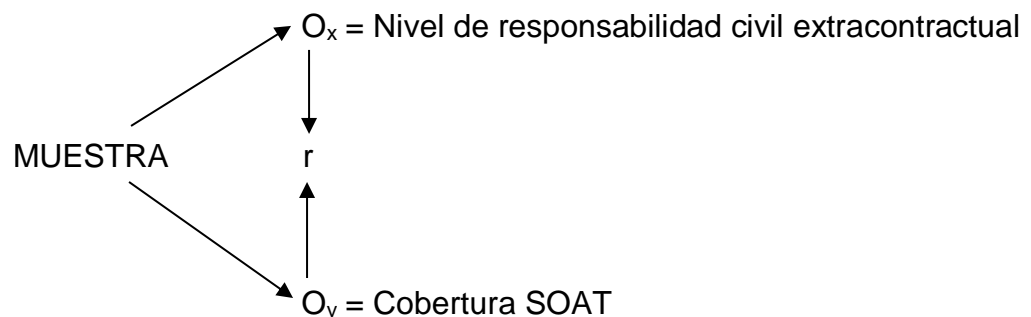 Oₓ = Nivel de responsabilidad civil extracontractual
MUESTRA r
Oᵧ = Cobertura SOAT